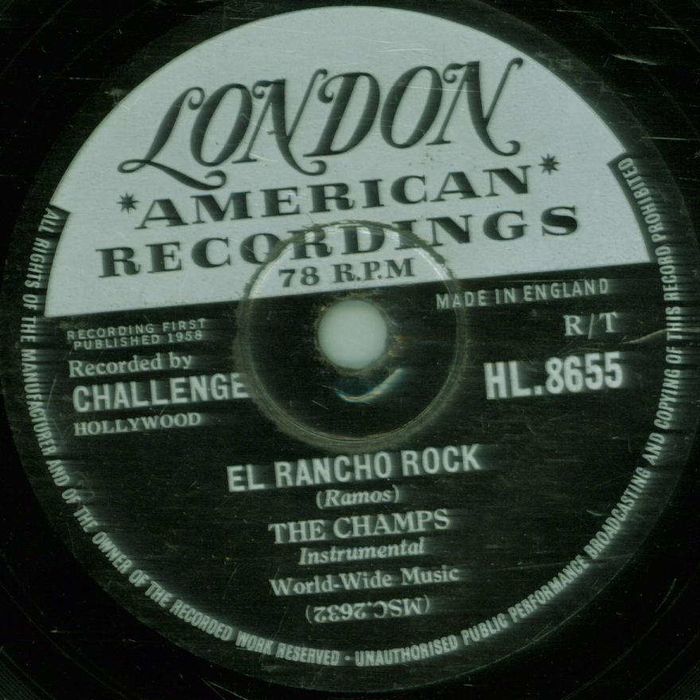 LONDON
*AMERICAN*
RECORDINGS
78 R.P.M
MADE IN ENGLAND
RECORDING FIRST
PUBLISHED 1958
R/T
Recorded by
CHALLENGE
HOLLYWOOD
HL.8655
EL RANCHO ROCK
(Ramos)
THE CHAMPS
Instrumental
World-Wide Music
(MSC.2632)
ALL RIGHTS OF THE MANUFACTURER AND OF THE OWNER OF THE RECORDED WORK RESERVED · UNAUTHORISED PUBLIC PERFORMANCE BROADCASTING AND COPYING OF THIS RECORD PROHIBITED